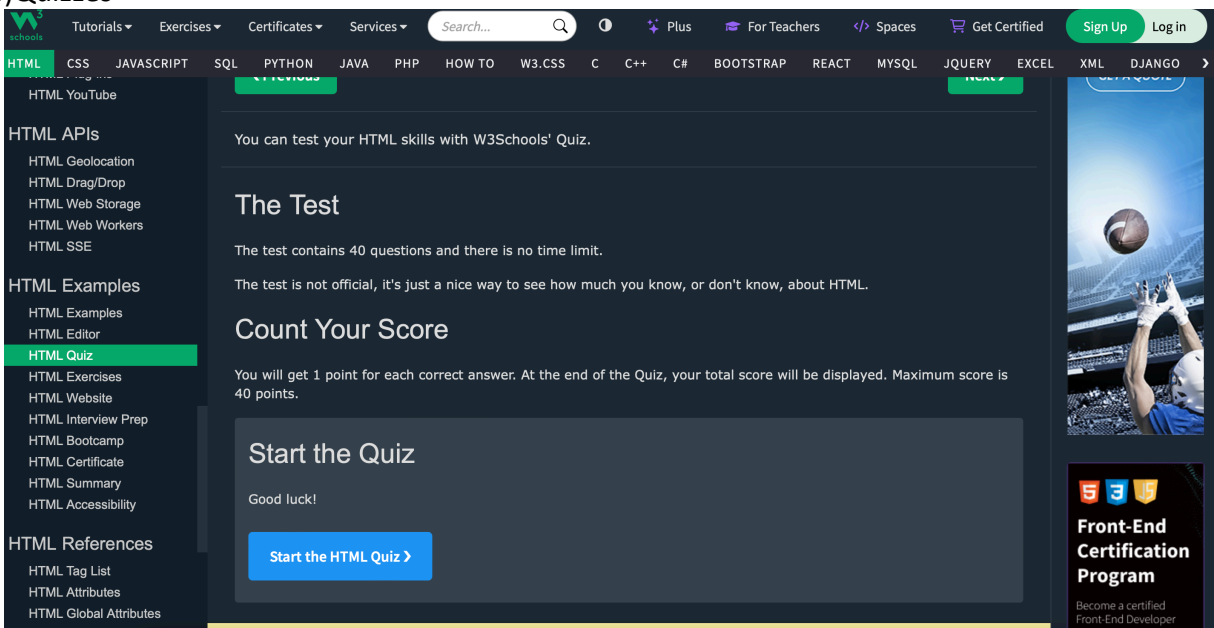 W3
schools
Tutorials
Exercises
Certificates
Services
Search...
Plus
For Teachers
</> Spaces
Get Certified
Sign Up
Log in
HTML CSS JAVASCRIPT SQL PYTHON JAVA PHP HOW TO W3.CSS C C++ C# BOOTSTRAP REACT MYSQL JQUERY EXCEL XML DJANGO ❯
HTML YouTube
HTML APIs
HTML Geolocation
HTML Drag/Drop
HTML Web Storage
HTML Web Workers
HTML SSE
HTML Examples
HTML Examples
HTML Editor
HTML Quiz
HTML Exercises
HTML Website
HTML Interview Prep
HTML Bootcamp
HTML Certificate
HTML Summary
HTML Accessibility
HTML References
HTML Tag List
HTML Attributes
HTML Global Attributes
❮ Previous
Next ❯
You can test your HTML skills with W3Schools' Quiz.
The Test
The test contains 40 questions and there is no time limit.
The test is not official, it's just a nice way to see how much you know, or don't know, about HTML.
Count Your Score
You will get 1 point for each correct answer. At the end of the Quiz, your total score will be displayed. Maximum score is
40 points.
Start the Quiz
Good luck!
Start the HTML Quiz ❯
GET A QUOTE
5 3 JS
Front-End
Certification
Program
Become a certified
Front-End Developer